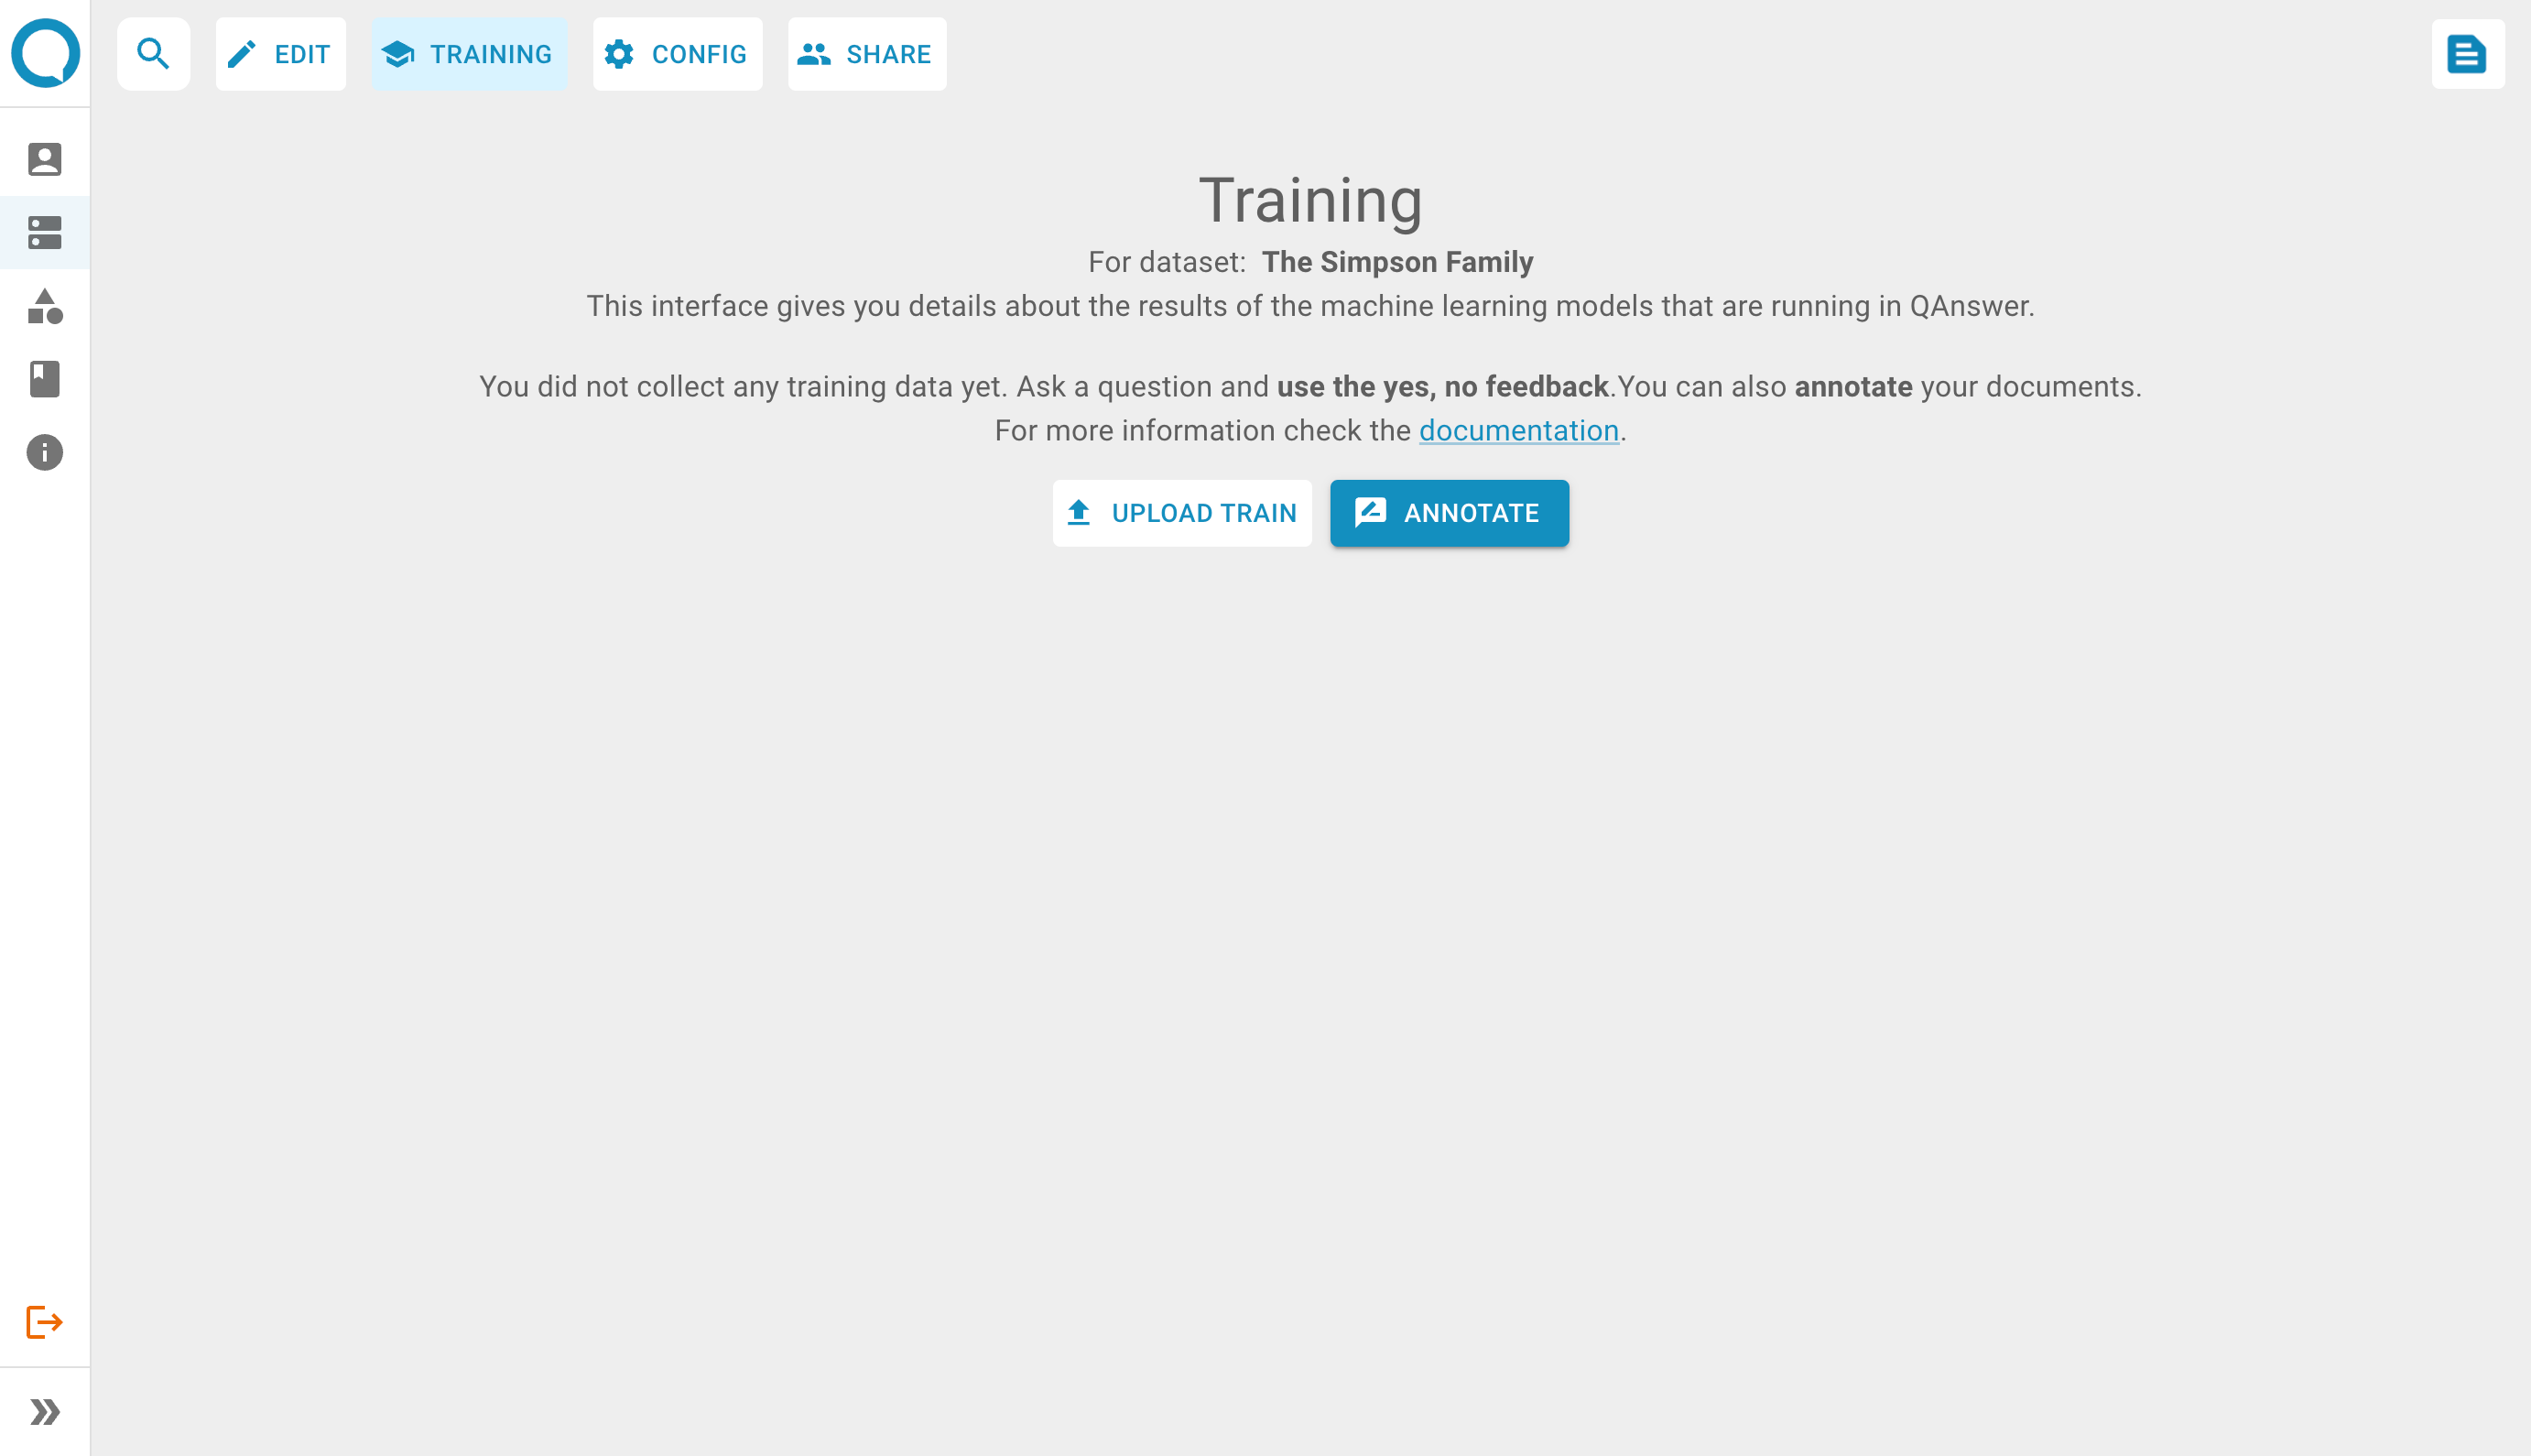 EDIT
TRAINING
CONFIG
SHARE
Training
For dataset: The Simpson Family
This interface gives you details about the results of the machine learning models that are running in QAnswer.
You did not collect any training data yet. Ask a question and use the yes, no feedback.You can also annotate your documents.
For more information check the documentation.
UPLOAD TRAIN
ANNOTATE